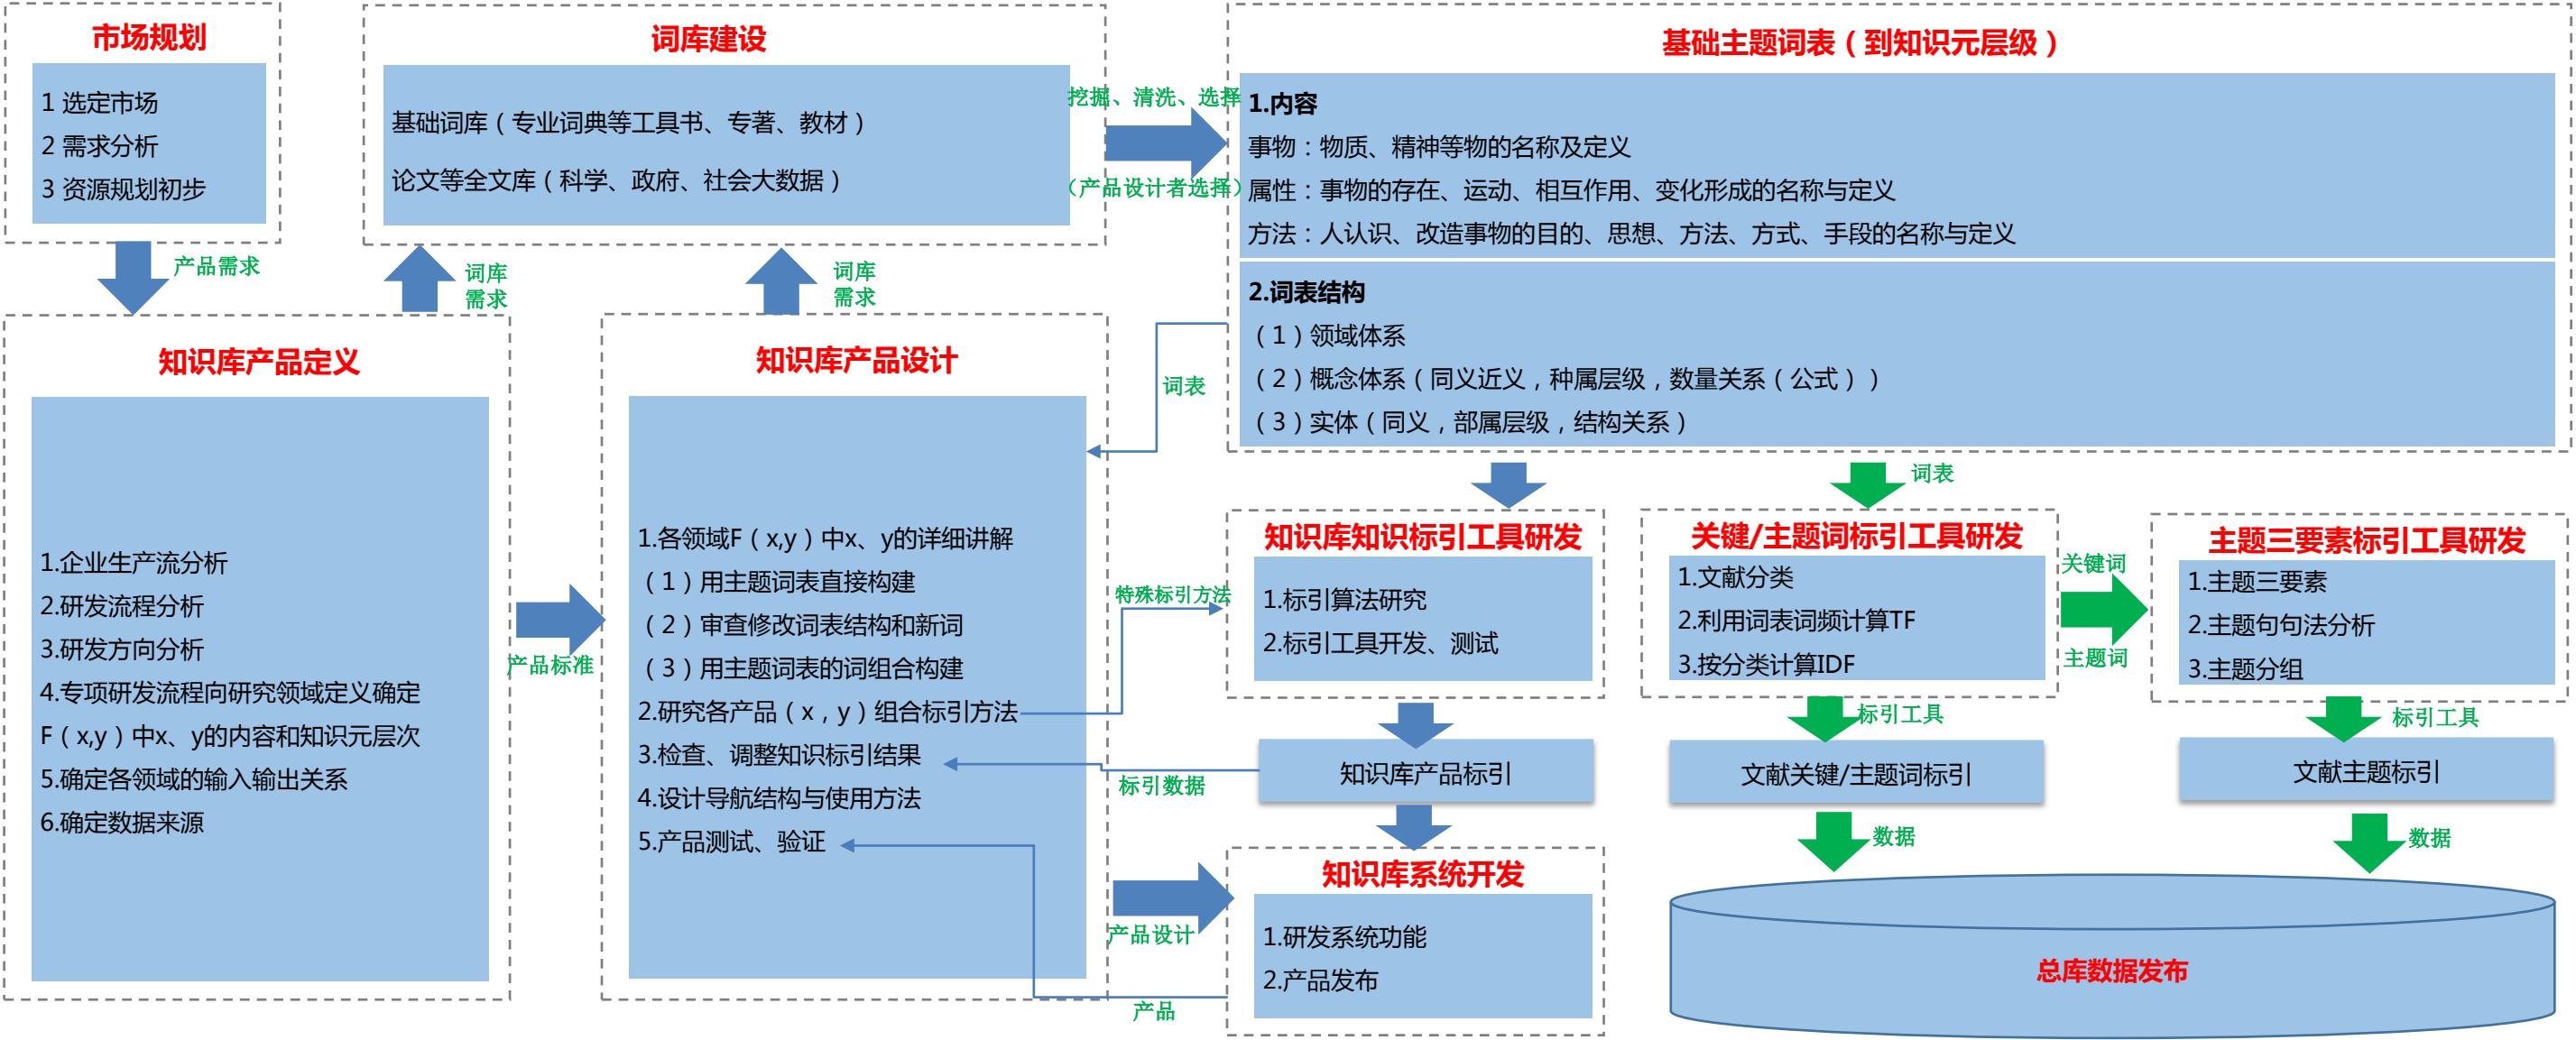 市场规划
1 选定市场
2 需求分析
3 资源规划初步
产品需求
词库建设
基础词库（专业词典等工具书、专著、教材）
论文等全文库（科学、政府、社会大数据）
词库
需求
词库
需求
挖掘、清洗、选择
（产品设计者选择）
基础主题词表（到知识元层级）
1.内容
事物：物质、精神等物的名称及定义
属性：事物的存在、运动、相互作用、变化形成的名称与定义
方法：人认识、改造事物的目的、思想、方法、方式、手段的名称与定义
2.词表结构
（1）领域体系
（2）概念体系（同义近义，种属层级，数量关系（公式））
（3）实体（同义，部属层级，结构关系）
知识库产品定义
1.企业生产流分析
2.研发流程分析
3.研发方向分析
4.专项研发流程向研究领域定义确定
F（x,y）中x、y的内容和知识元层次
5.确定各领域的输入输出关系
6.确定数据来源
产品标准
知识库产品设计
1.各领域F（x,y）中x、y的详细讲解
（1）用主题词表直接构建
（2）审查修改词表结构和新词
（3）用主题词表的词组合构建
2.研究各产品（x，y）组合标引方法
3.检查、调整知识标引结果
4.设计导航结构与使用方法
5.产品测试、验证
词表
特殊标引方法
标引数据
产品设计
产品
知识库知识标引工具研发
1.标引算法研究
2.标引工具开发、测试
知识库产品标引
知识库系统开发
1.研发系统功能
2.产品发布
词表
关键/主题词标引工具研发
1.文献分类
2.利用词表词频计算TF
3.按分类计算IDF
标引工具
文献关键/主题词标引
数据
关键词
主题词
主题三要素标引工具研发
1.主题三要素
2.主题句句法分析
3.主题分组
标引工具
文献主题标引
数据
总库数据发布